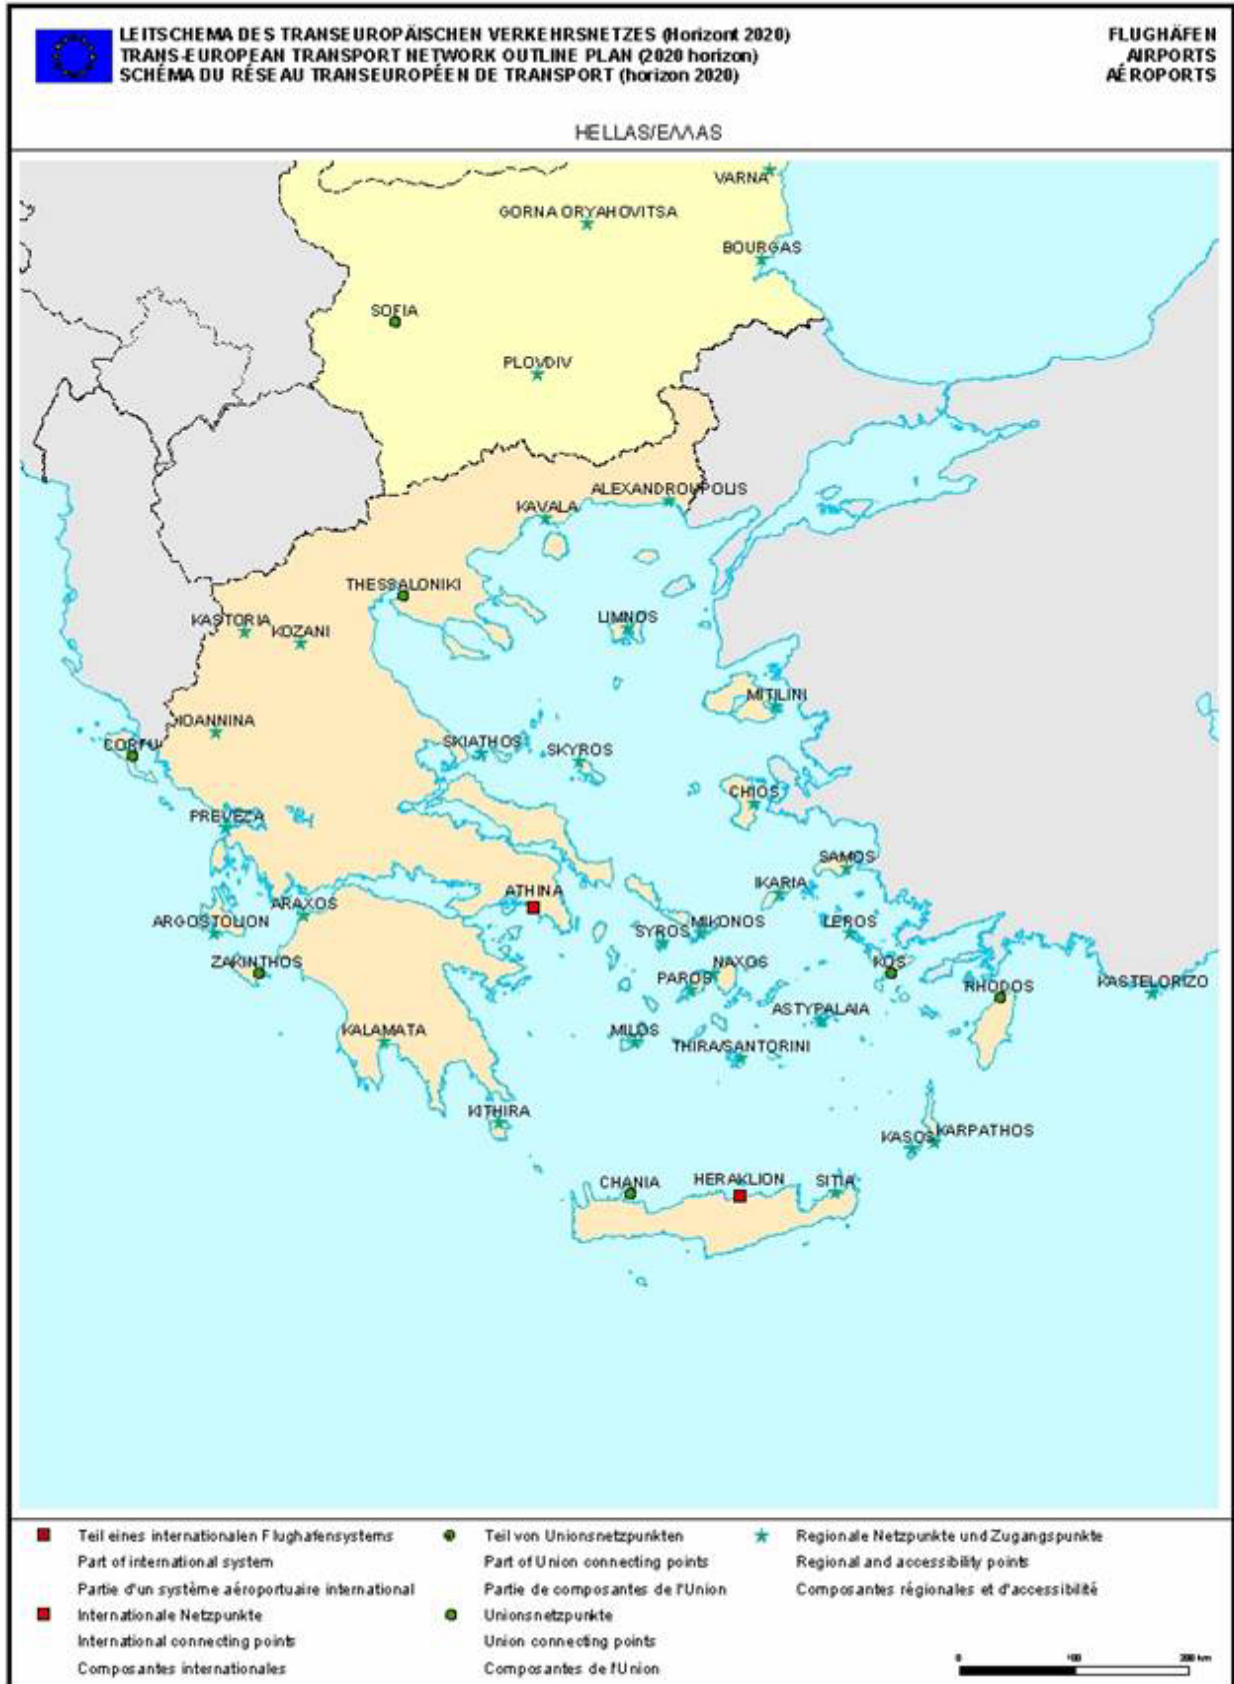 LEITSCHEMA DES TRANSEUROPÄISCHEN VERKEHRSNETZES (Horizont 2020)
TRANS-EUROPEAN TRANSPORT NETWORK OUTLINE PLAN (2020 horizon)
SCHÉMA DU RÉSEAU TRANSEUROPÉEN DE TRANSPORT (horizon 2020)
FLUGHÄFEN
AIRPORTS
AÉROPORTS
HELLAS/ΕΛΛΑS
VARNA
GORNA ORYAHOVITSA
BOURGAS
SOFIA
PLOVDIV
ALEXANDROUPOLIS
KAVALA
THESSALONIKI
KASTORIA
KOZANI
LIMNOS
MITILINI
IOANNINA
CORFU
SKIATHOS
SKYROS
CHIOS
PREVEZA
SAMOS
IKARIA
ATHINA
ARAXOS
ARGOSTOLION
SYROS
MIKONOS
LEROS
ZAKINTHOS
NAXOS
KOS
PAROS
RHODOS
KASTELORIZO
ASTYPALAIA
KALAMATA
MILOS
THIRA/SANTORINI
KITHIRA
KASOS
KARPATHOS
CHANIA
HERAKLION
SITIA
Teil eines internationalen Flughafensystems
Part of international system
Partie d'un système aéroportuaire international
Internationale Netzpunkte
International connecting points
Composantes internationales
Teil von Unionsnetzpunkten
Part of Union connecting points
Partie de composantes de l'Union
Unionsnetzpunkte
Union connecting points
Composantes de l'Union
Regionale Netzpunkte und Zugangspunkte
Regional and accessibility points
Composantes régionales et d'accessibilité
0 100 200 km